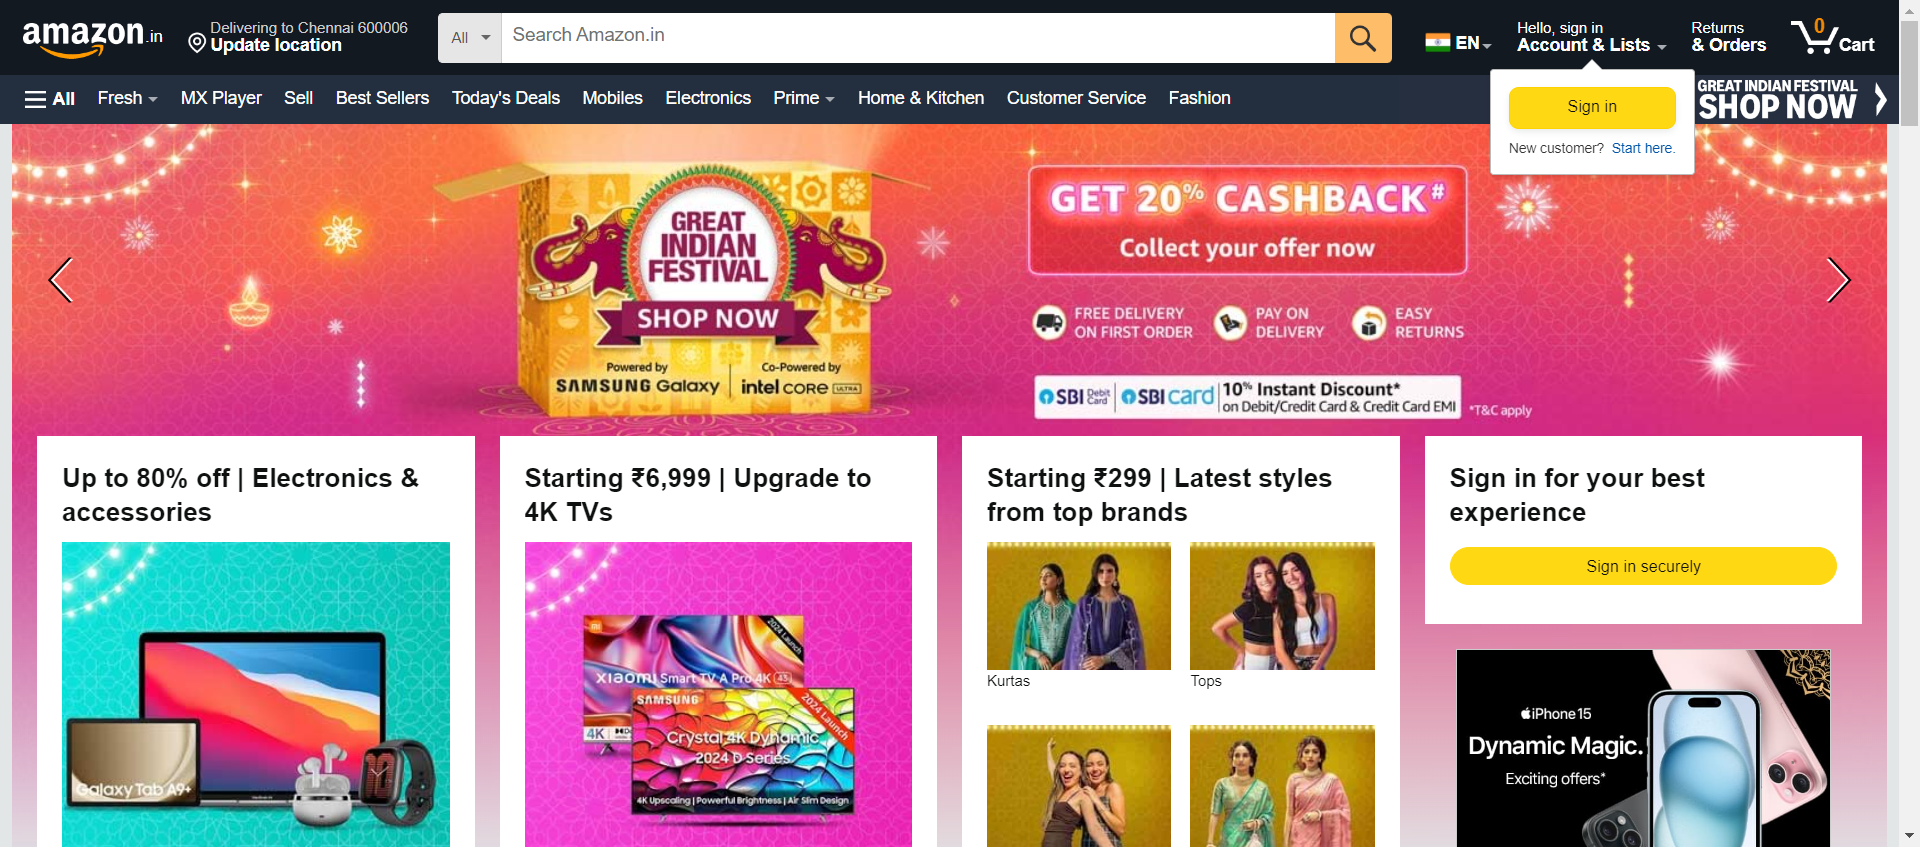 amazon.in
Delivering to Chennai 600006
Update location
All
Search Amazon.in
EN
Hello, sign in
Account & Lists
Returns
& Orders
0
Cart
All
Fresh
MX Player
Sell
Best Sellers
Today's Deals
Mobiles
Electronics
Prime
Home & Kitchen
Customer Service
Fashion
GREAT INDIAN FESTIVAL
SHOP NOW
Sign in
New customer? Start here.
GREAT
INDIAN
FESTIVAL
SHOP NOW
Powered by
SAMSUNG Galaxy
Co-Powered by
intel CORE ULTRA
GET 20% CASHBACK#
Collect your offer now
FREE DELIVERY
ON FIRST ORDER
PAY ON
DELIVERY
EASY
RETURNS
SBI Debit Card
SBI card
10% Instant Discount*
on Debit/Credit Card & Credit Card EMI
*T&C apply
Up to 80% off | Electronics &
accessories
Galaxy Tab A9+
Starting ₹6,999 | Upgrade to
4K TVs
mi
2024 Launch
xiaomi Smart TV A Pro 4K 43
4K
SAMSUNG
2024 Launch
Crystal 4K Dynamic
2024 D Series
4K Upscaling | Powerful Brightness | Air Slim Design
Starting ₹299 | Latest styles
from top brands
Kurtas
Tops
Sign in for your best
experience
Sign in securely
iPhone 15
Dynamic Magic.
Exciting offers*